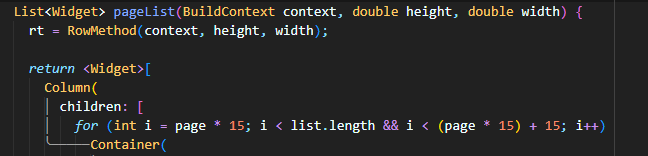 List<Widget> pageList(BuildContext context, double height, double width) {
rt = RowMethod(context, height, width);
return <Widget>[
Column(
children: [
for (int i = page * 15; i < list.length && i < (page * 15) + 15; i++)
Container(